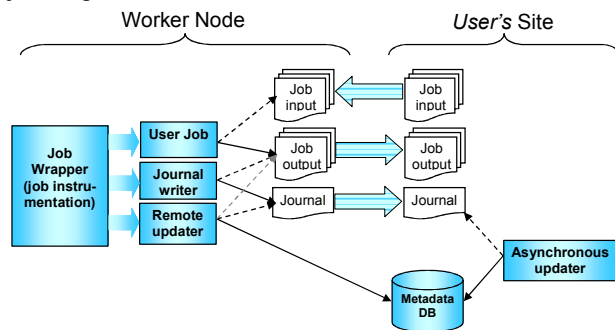 Worker Node
User's Site
Job
input
Job
input
Job
Wrapper
(job instru-
mentation)
User Job
Job
output
Job
output
Journal
writer
Journal
Journal
Remote
updater
Asynchronous
updater
Metadata
DB